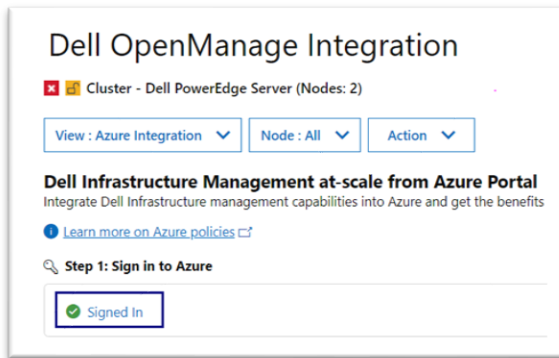 Dell OpenManage Integration
Cluster - Dell PowerEdge Server (Nodes: 2)
View : Azure Integration Node : All Action
Dell Infrastructure Management at-scale from Azure Portal
Integrate Dell Infrastructure management capabilities into Azure and get the benefits
Learn more on Azure policies
Step 1: Sign in to Azure
Signed In